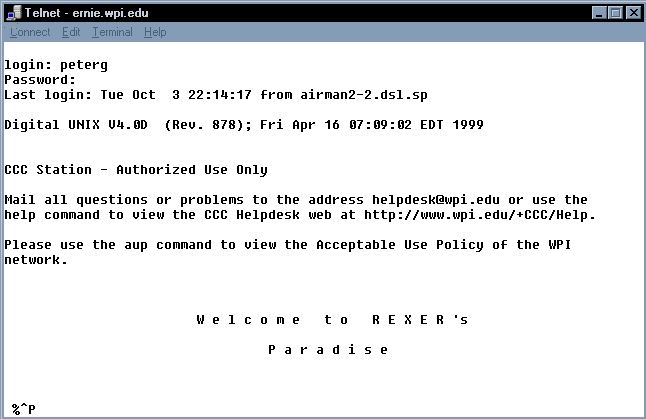 Telnet - ernie.wpi.edu
Connect Edit Terminal Help
login: peterg
Password:
Last login: Tue Oct  3 22:14:17 from airman2-2.dsl.sp
Digital UNIX V4.0D  (Rev. 878); Fri Apr 16 07:09:02 EDT 1999
CCC Station - Authorized Use Only
Mail all questions or problems to the address helpdesk@wpi.edu or use the
help command to view the CCC Helpdesk web at http://www.wpi.edu/+CCC/Help.
Please use the aup command to view the Acceptable Use Policy of the WPI
network.
W e l c o m e   t o   R E X E R 's
P a r a d i s e
%^P